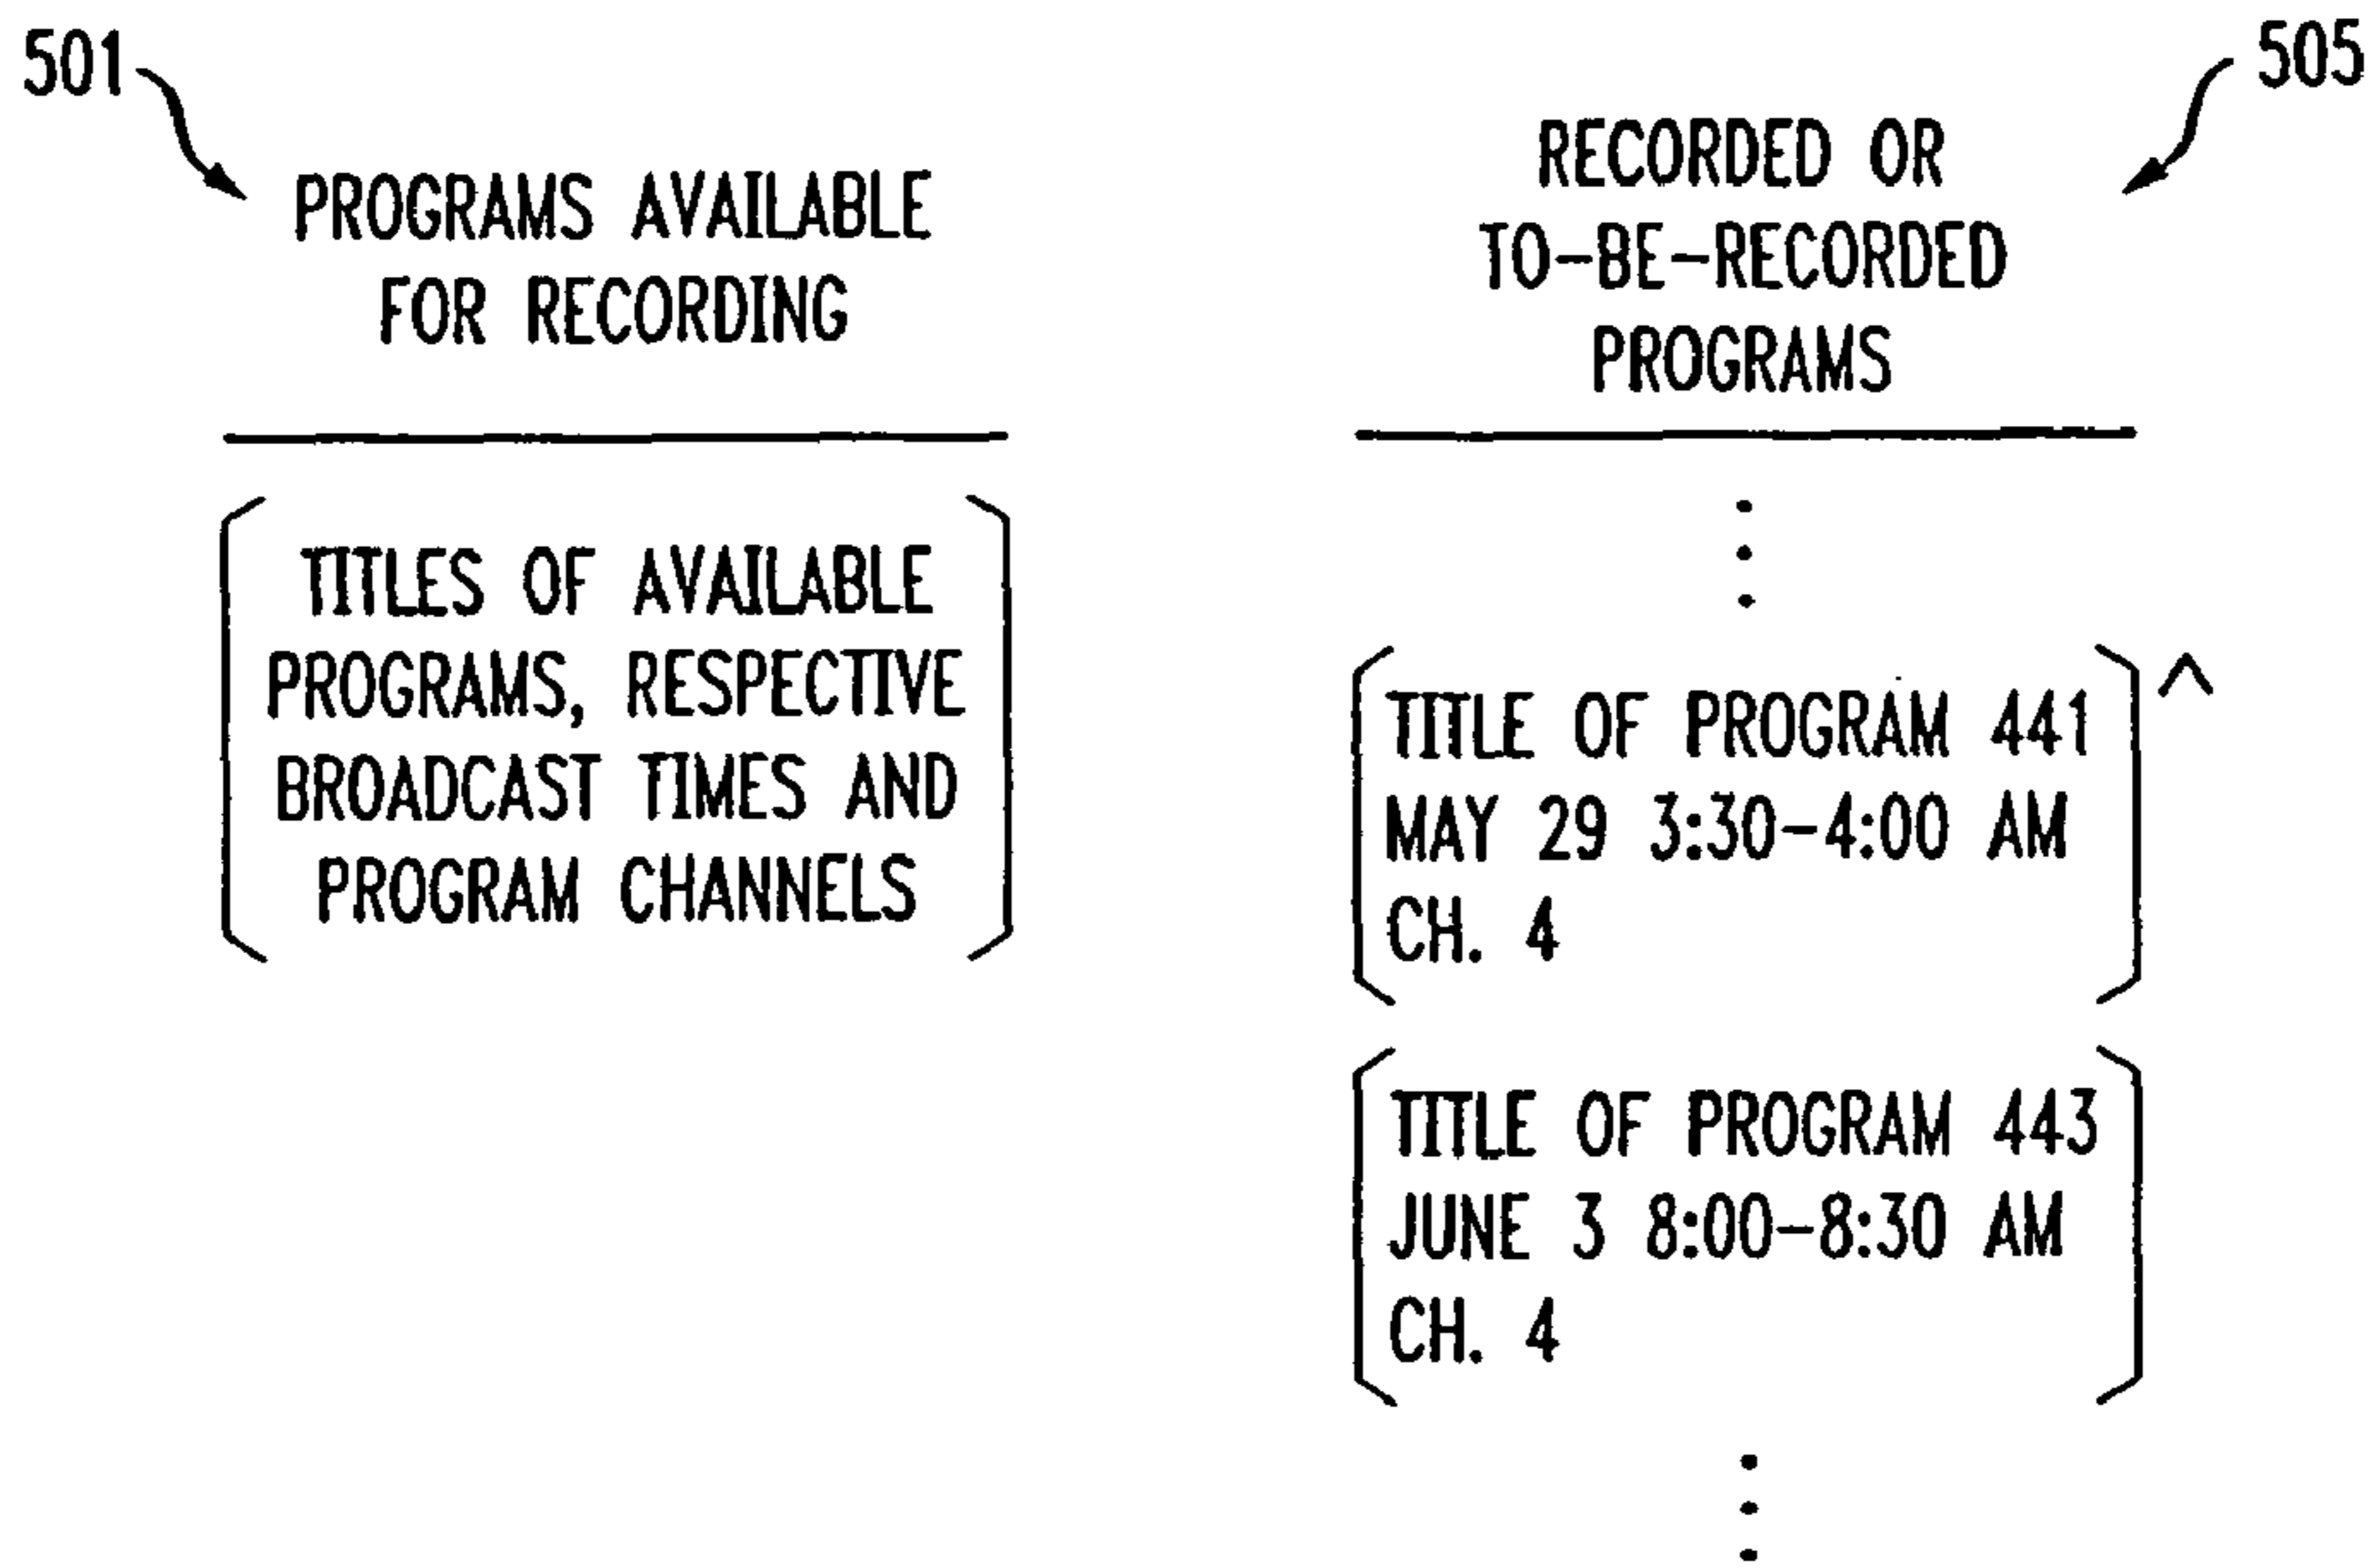 501
PROGRAMS AVAILABLE
FOR RECORDING
TITLES OF AVAILABLE
PROGRAMS, RESPECTIVE
BROADCAST TIMES AND
PROGRAM CHANNELS
505
RECORDED OR
TO-BE-RECORDED
PROGRAMS
TITLE OF PROGRAM 441
MAY 29 3:30-4:00 AM
CH. 4
TITLE OF PROGRAM 443
JUNE 3 8:00-8:30 AM
CH. 4